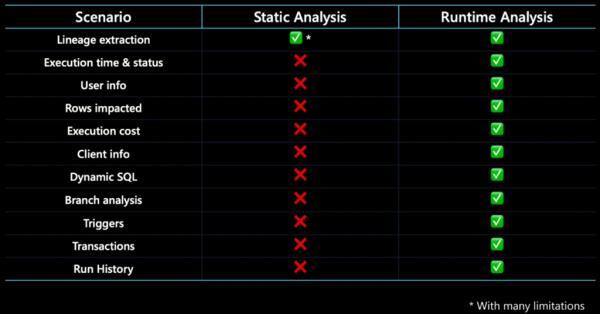 Scenario Static Analysis Runtime Analysis
Lineage extraction ✅ * ✅
Execution time & status ❌ ✅
User info ❌ ✅
Rows impacted ❌ ✅
Execution cost ❌ ✅
Client info ❌ ✅
Dynamic SQL ❌ ✅
Branch analysis ❌ ✅
Triggers ❌ ✅
Transactions ❌ ✅
Run History ❌ ✅
* With many limitations